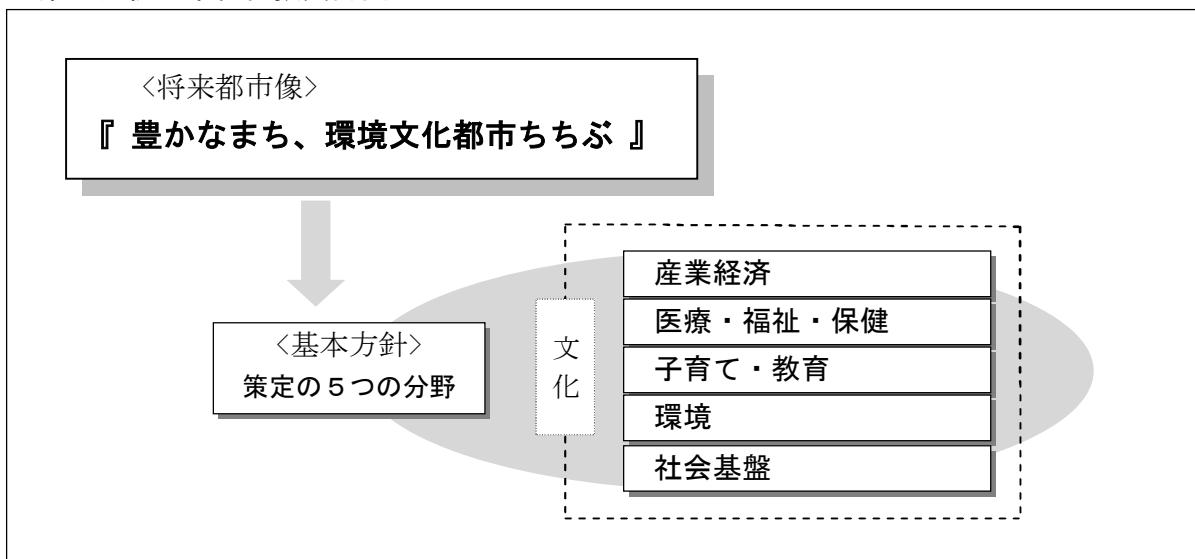 〈将来都市像〉
『 豊かなまち、環境文化都市ちちぶ 』
〈基本方針〉
策定の５つの分野
文化
産業経済
医療・福祉・保健
子育て・教育
環境
社会基盤